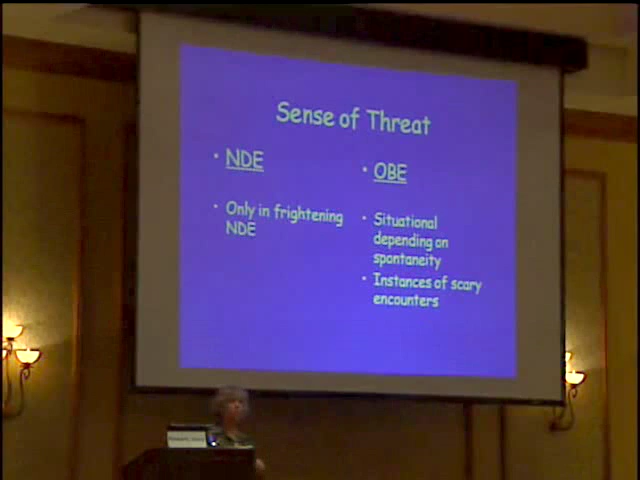 Sense of Threat
• NDE
• Only in frightening
NDE
• OBE
• Situational
depending on
spontaneity
• Instances of scary
encounters